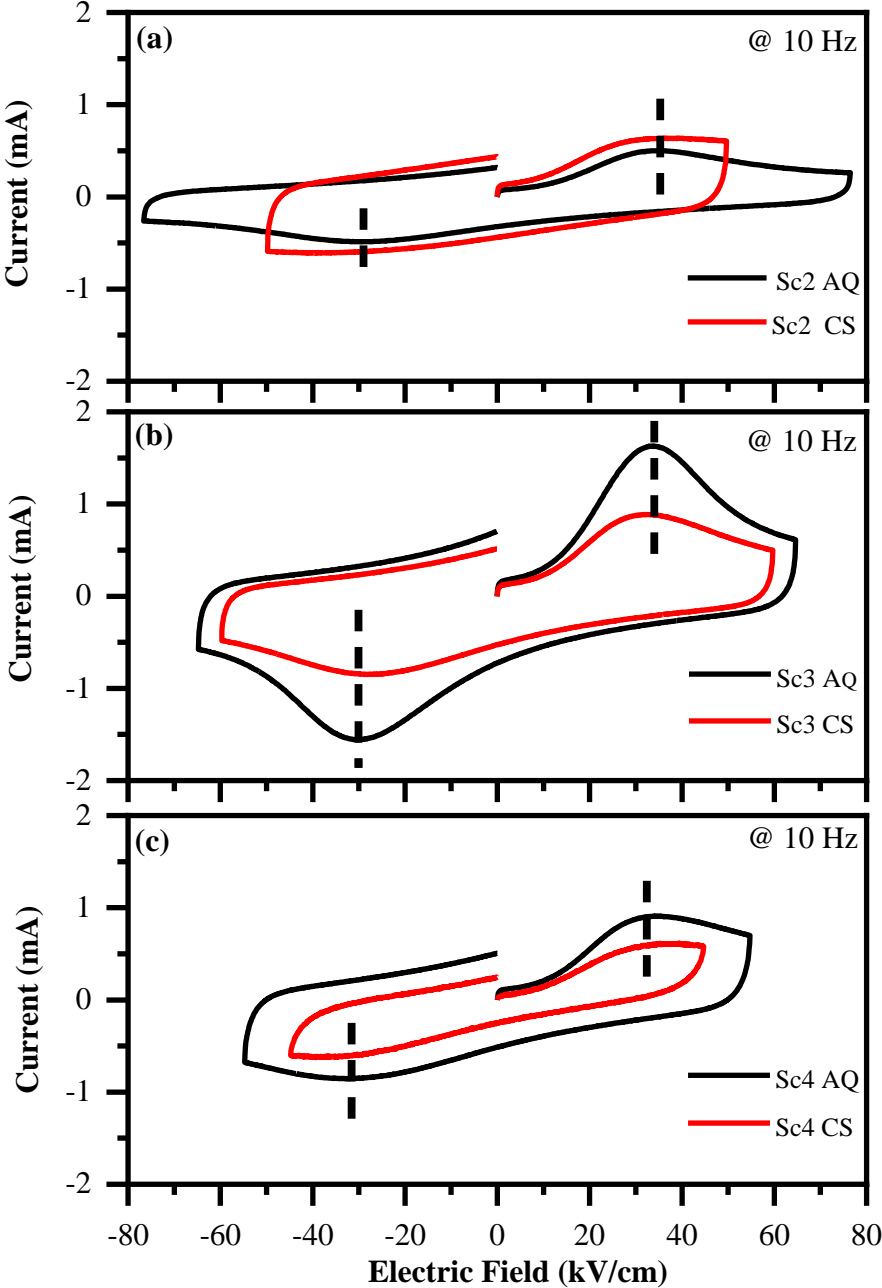 (a)
@ 10 Hz
2
1
0
-1
-2
Current (mA)
Sc2 AQ
Sc2 CS
(b)
@ 10 Hz
2
1
0
-1
-2
Current (mA)
Sc3 AQ
Sc3 CS
(c)
@ 10 Hz
2
1
0
-1
-2
Current (mA)
Sc4 AQ
Sc4 CS
-80 -60 -40 -20 0 20 40 60 80
Electric Field (kV/cm)